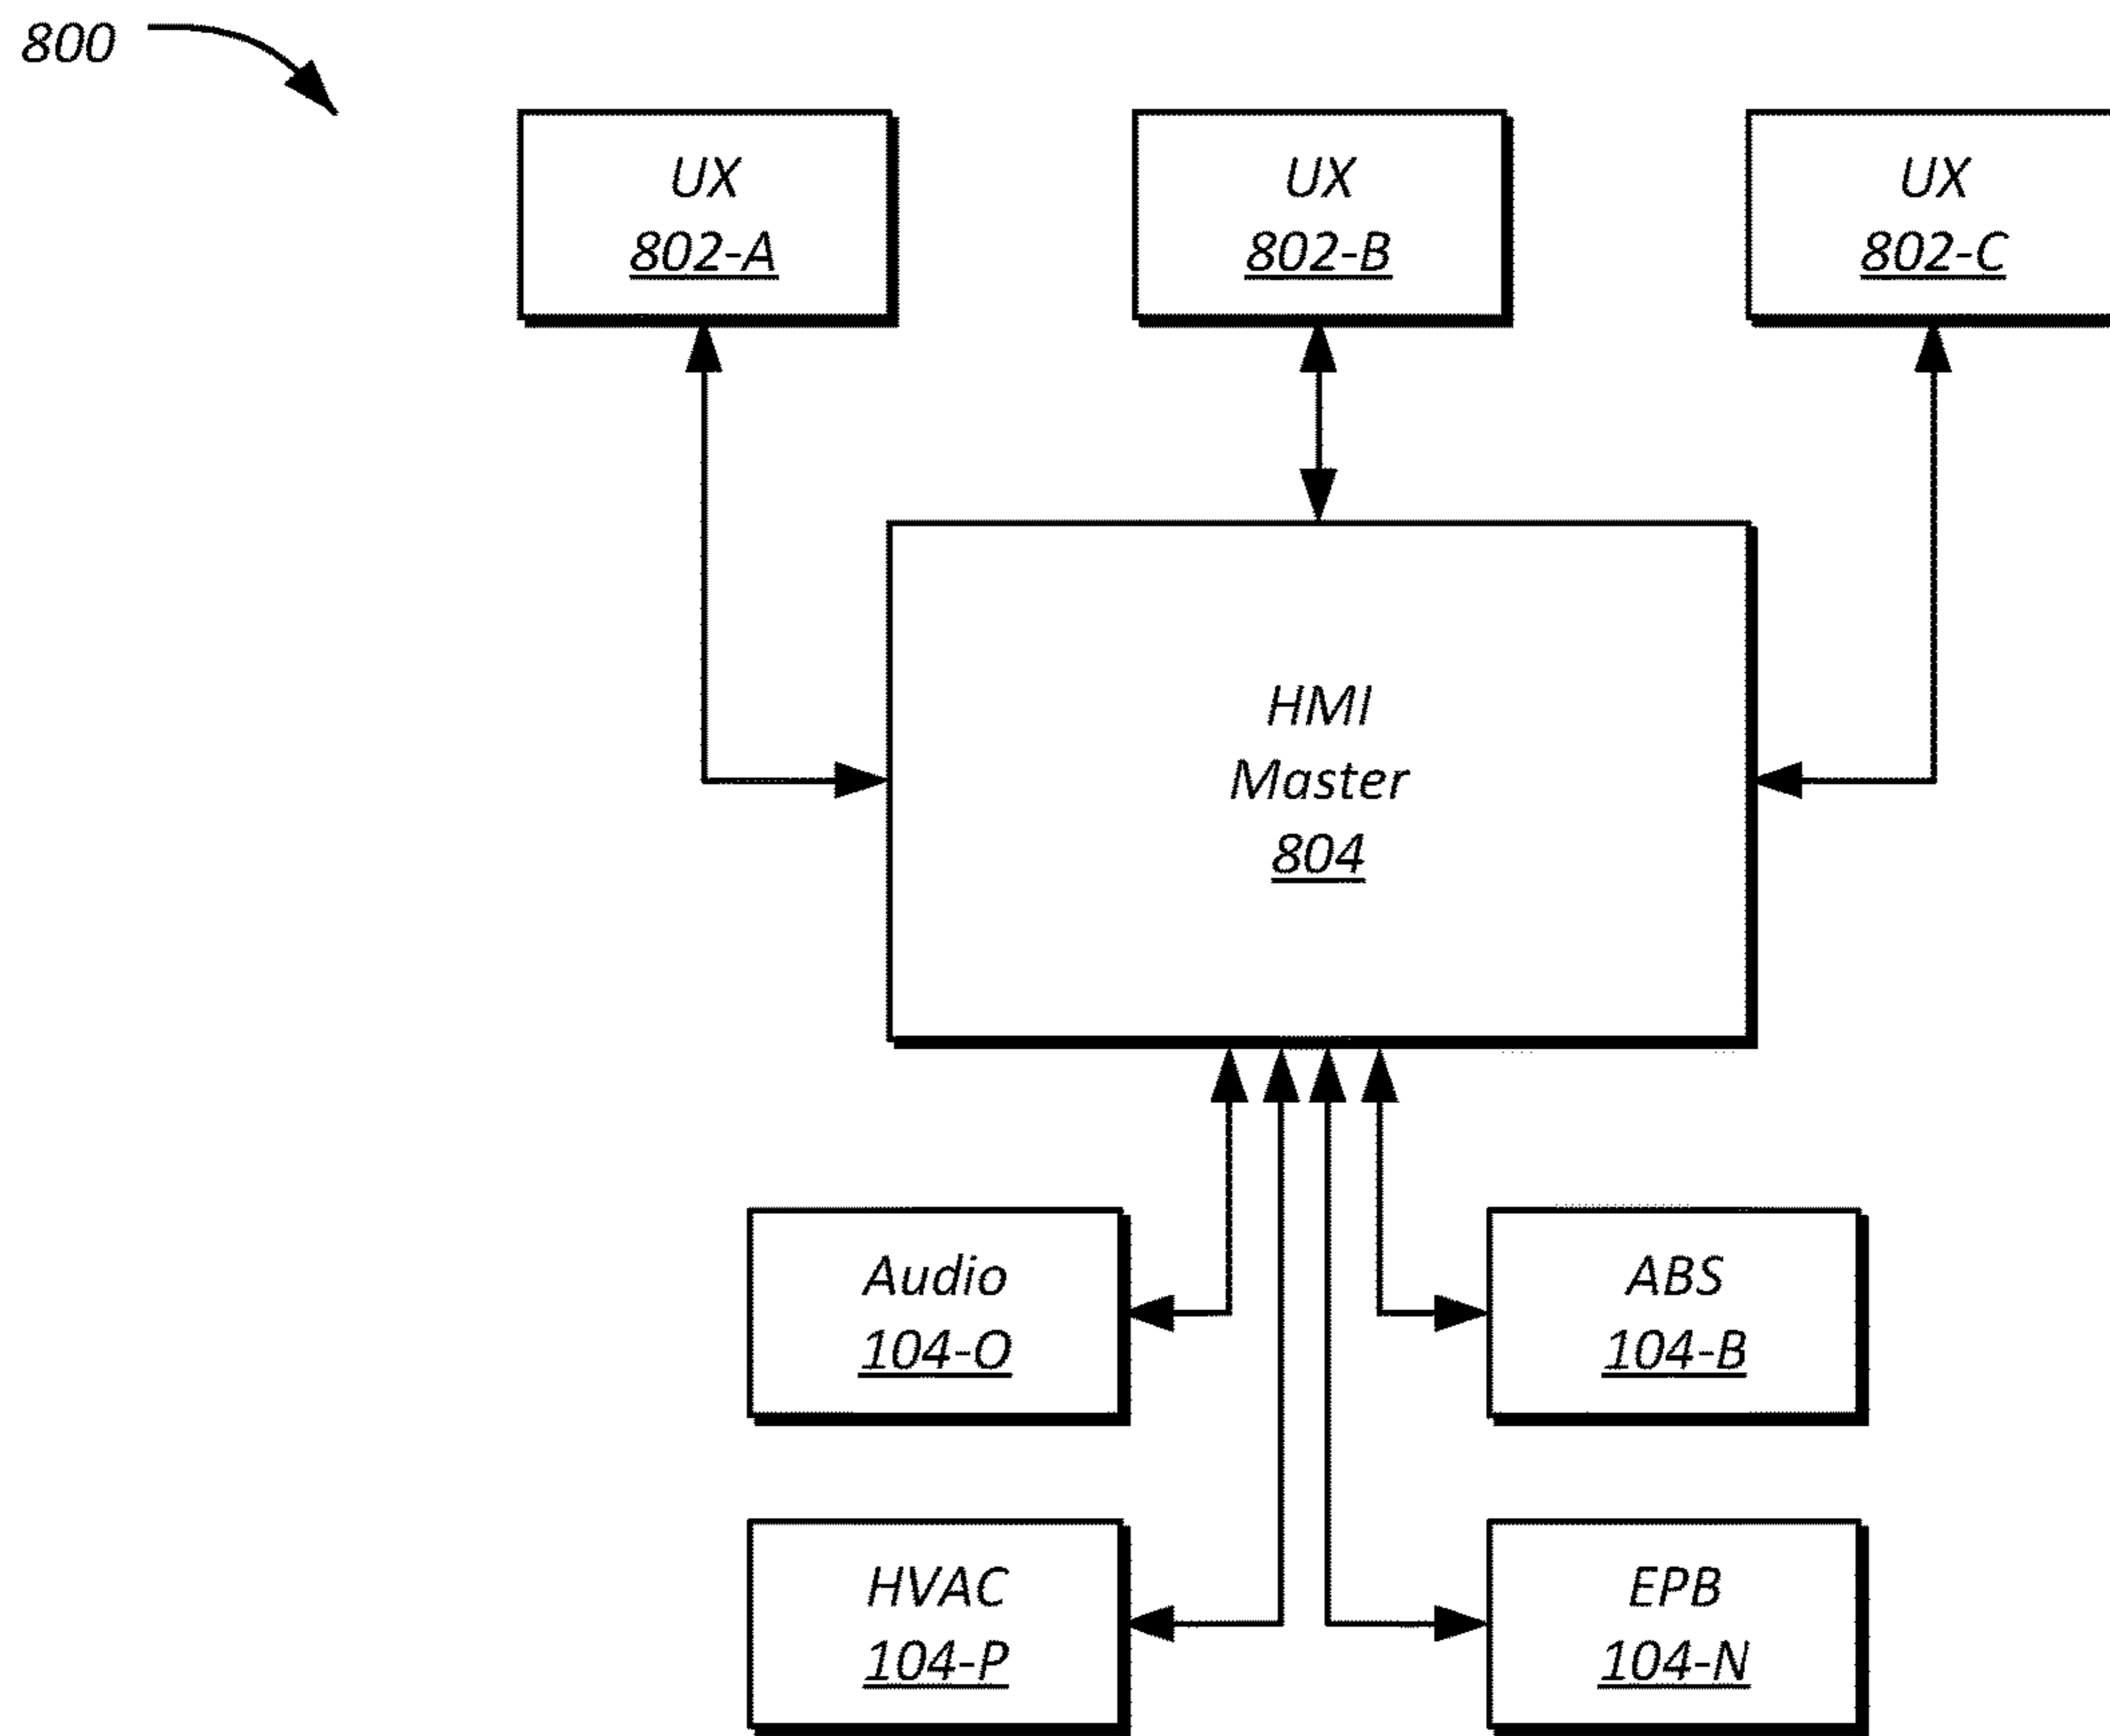 800
UX
802-A
UX
802-B
UX
802-C
HMI
Master
804
Audio
104-O
ABS
104-B
HVAC
104-P
EPB
104-N